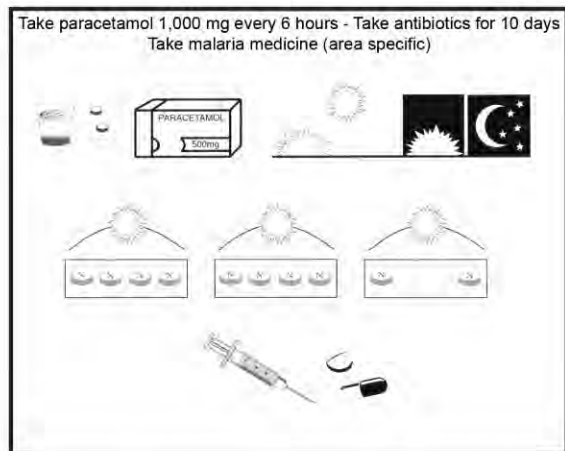 Take paracetamol 1,000 mg every 6 hours - Take antibiotics for 10 days
Take malaria medicine (area specific)
PARACETAMOL
500mg
N N N N N N N N N N